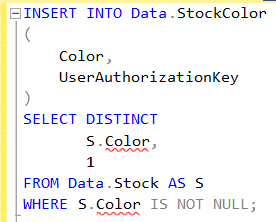 INSERT INTO Data.StockColor
(
Color,
UserAuthorizationKey
)
SELECT DISTINCT
S.Color,
1
FROM Data.Stock AS S
WHERE S.Color IS NOT NULL;